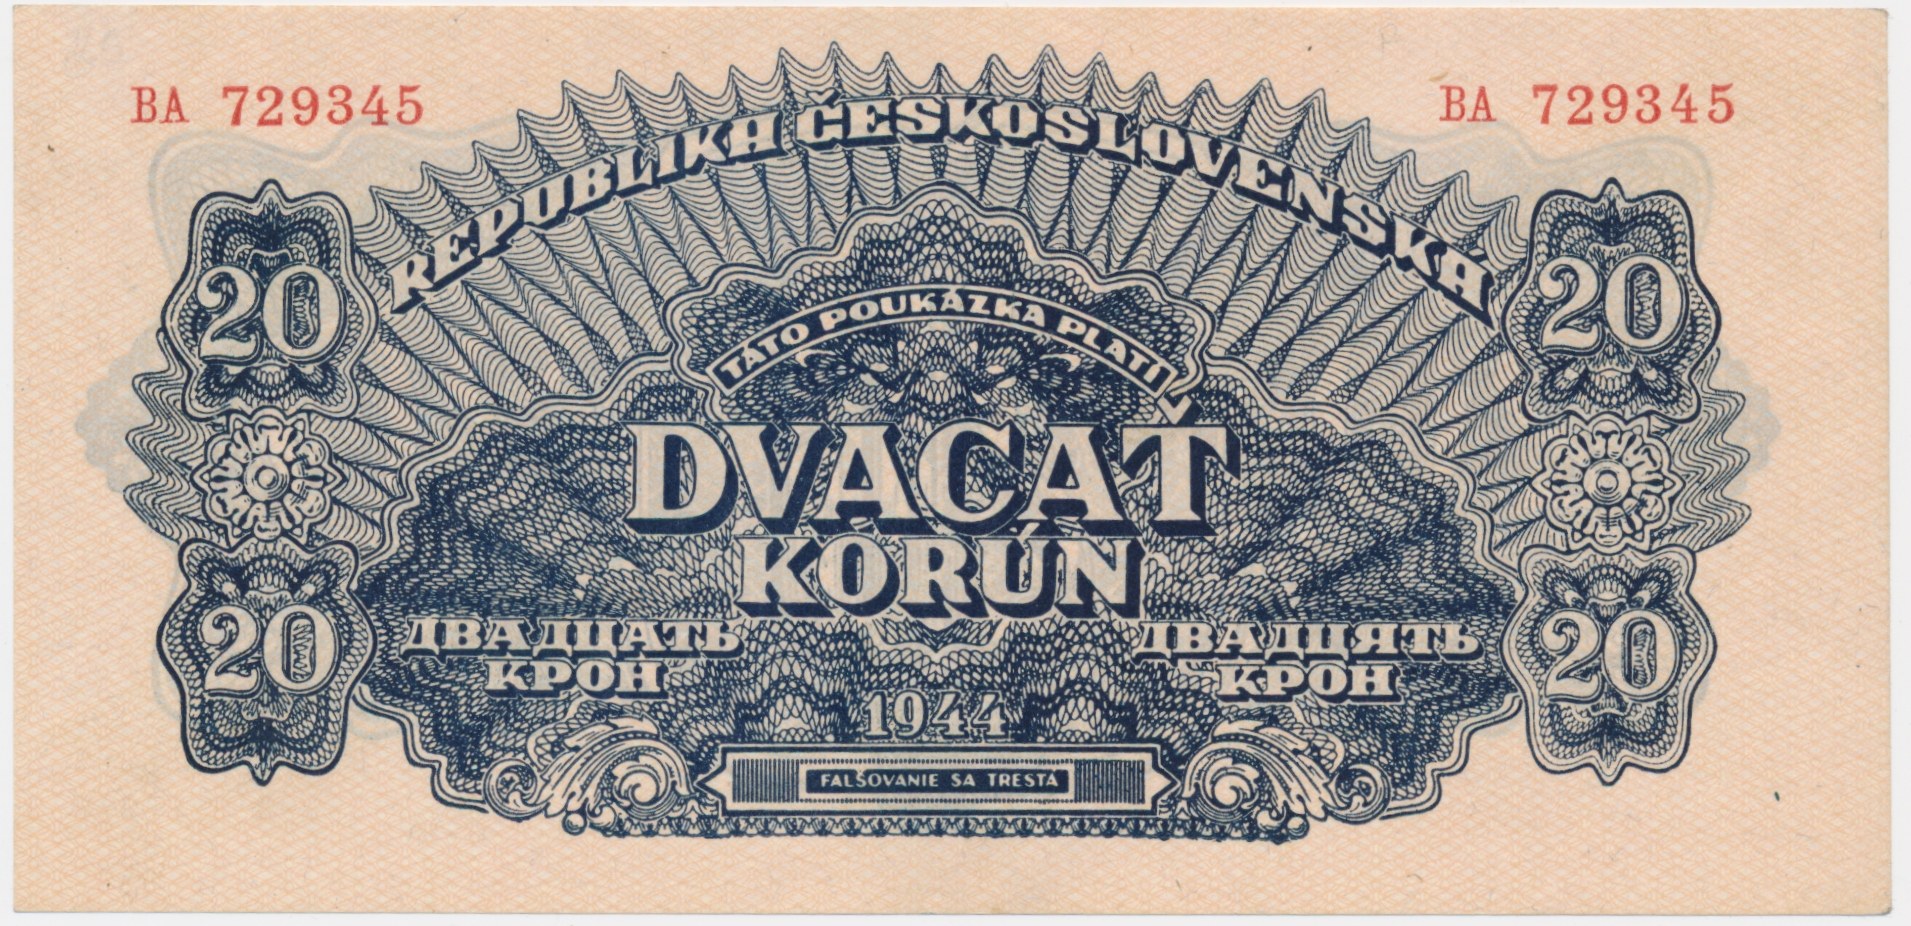 BA 729345
BA 729345
REPUBLIKA ČESKOSLOVENSKÁ
20
20
TÁTO POUKÁZKA PLATÍ
DVACAŤ
KORÚN
ДВАДЦАТЬ
КРОН
ДВАДЦЯТЬ
КРОН
20
20
1944
FALŠOVANIE SA TRESTÁ